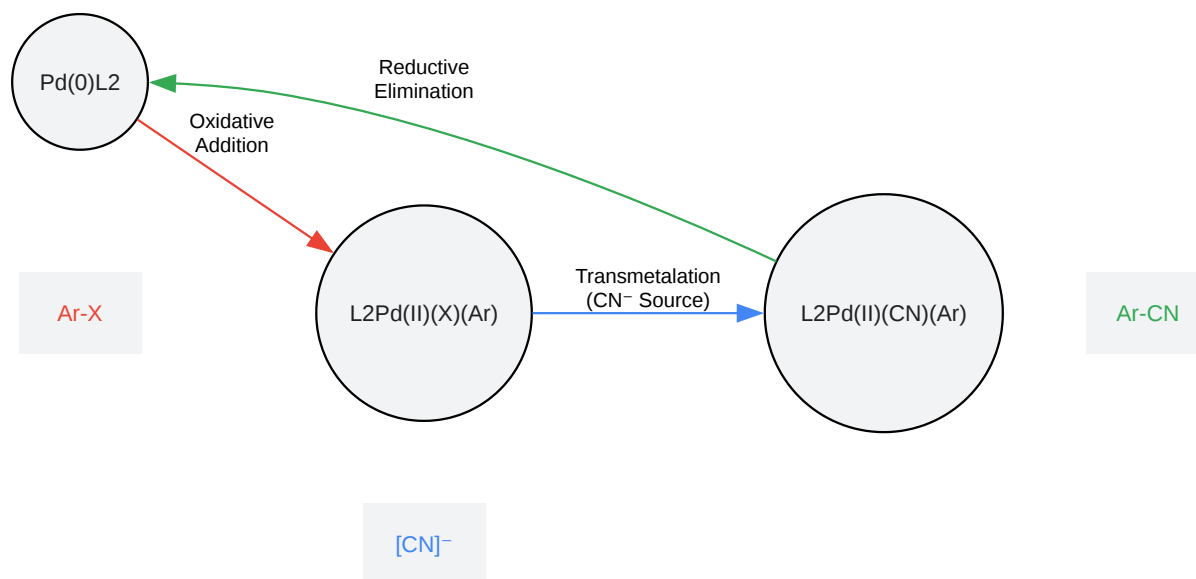 Pd(0)L2
Reductive
Elimination
Oxidative
Addition
Ar-X
L2Pd(II)(X)(Ar)
Transmetalation
(CN⁻ Source)
L2Pd(II)(CN)(Ar)
Ar-CN
[CN]⁻